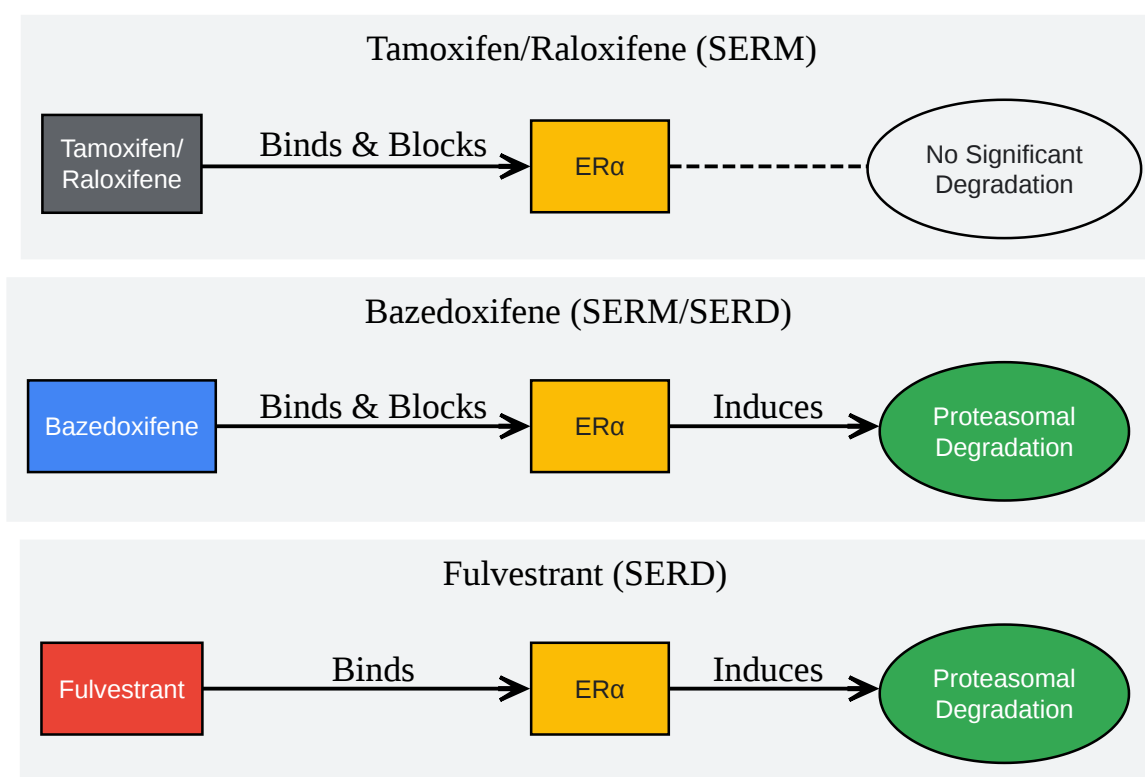 Tamoxifen/Raloxifene (SERM)
Tamoxifen/
Raloxifene
Binds & Blocks
ERα
No Significant
Degradation
Bazedoxifene (SERM/SERD)
Bazedoxifene
Binds & Blocks
ERα
Induces
Proteasomal
Degradation
Fulvestrant (SERD)
Fulvestrant
Binds
ERα
Induces
Proteasomal
Degradation